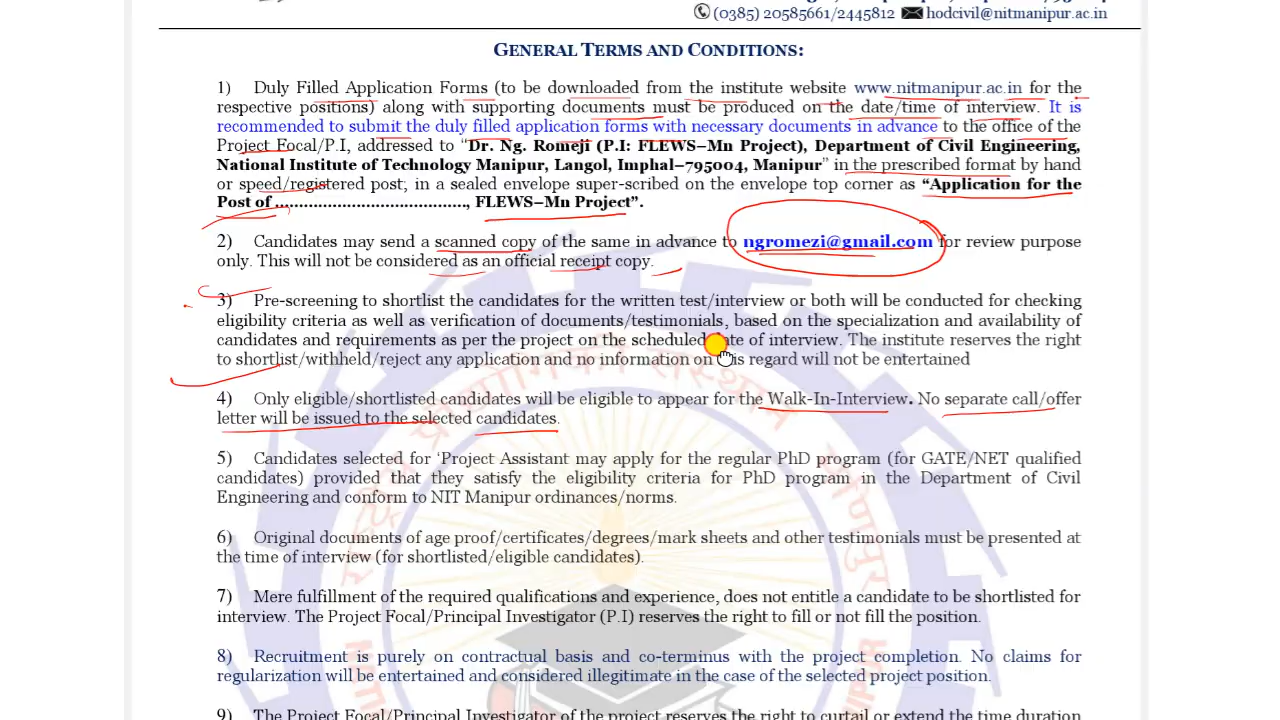 (0385) 20585661/2445812 hodcivil@nitmanipur.ac.in
GENERAL TERMS AND CONDITIONS:
1) Duly Filled Application Forms (to be downloaded from the institute website www.nitmanipur.ac.in for the
respective positions) along with supporting documents must be produced on the date/time of interview. It is
recommended to submit the duly filled application forms with necessary documents in advance to the office of the
Project Focal/P.I, addressed to "Dr. Ng. Romeji (P.I: FLEWS–Mn Project), Department of Civil Engineering,
National Institute of Technology Manipur, Langol, Imphal–795004, Manipur" in the prescribed format by hand
or speed/registered post; in a sealed envelope super-scribed on the envelope top corner as "Application for the
Post of ......................................., FLEWS–Mn Project".
2) Candidates may send a scanned copy of the same in advance to ngromezi@gmail.com for review purpose
only. This will not be considered as an official receipt copy.
3) Pre-screening to shortlist the candidates for the written test/interview or both will be conducted for checking
eligibility criteria as well as verification of documents/testimonials, based on the specialization and availability of
candidates and requirements as per the project on the scheduled date of interview. The institute reserves the right
to shortlist/withheld/reject any application and no information on this regard will not be entertained
4) Only eligible/shortlisted candidates will be eligible to appear for the Walk-In-Interview. No separate call/offer
letter will be issued to the selected candidates.
5) Candidates selected for 'Project Assistant may apply for the regular PhD program (for GATE/NET qualified
candidates) provided that they satisfy the eligibility criteria for PhD program in the Department of Civil
Engineering and conform to NIT Manipur ordinances/norms.
6) Original documents of age proof/certificates/degrees/mark sheets and other testimonials must be presented at
the time of interview (for shortlisted/eligible candidates).
7) Mere fulfillment of the required qualifications and experience, does not entitle a candidate to be shortlisted for
interview. The Project Focal/Principal Investigator (P.I) reserves the right to fill or not fill the position.
8) Recruitment is purely on contractual basis and co-terminus with the project completion. No claims for
regularization will be entertained and considered illegitimate in the case of the selected project position.
9) The Project Focal/Principal Investigator of the project reserves the right to curtail or extend the time duration